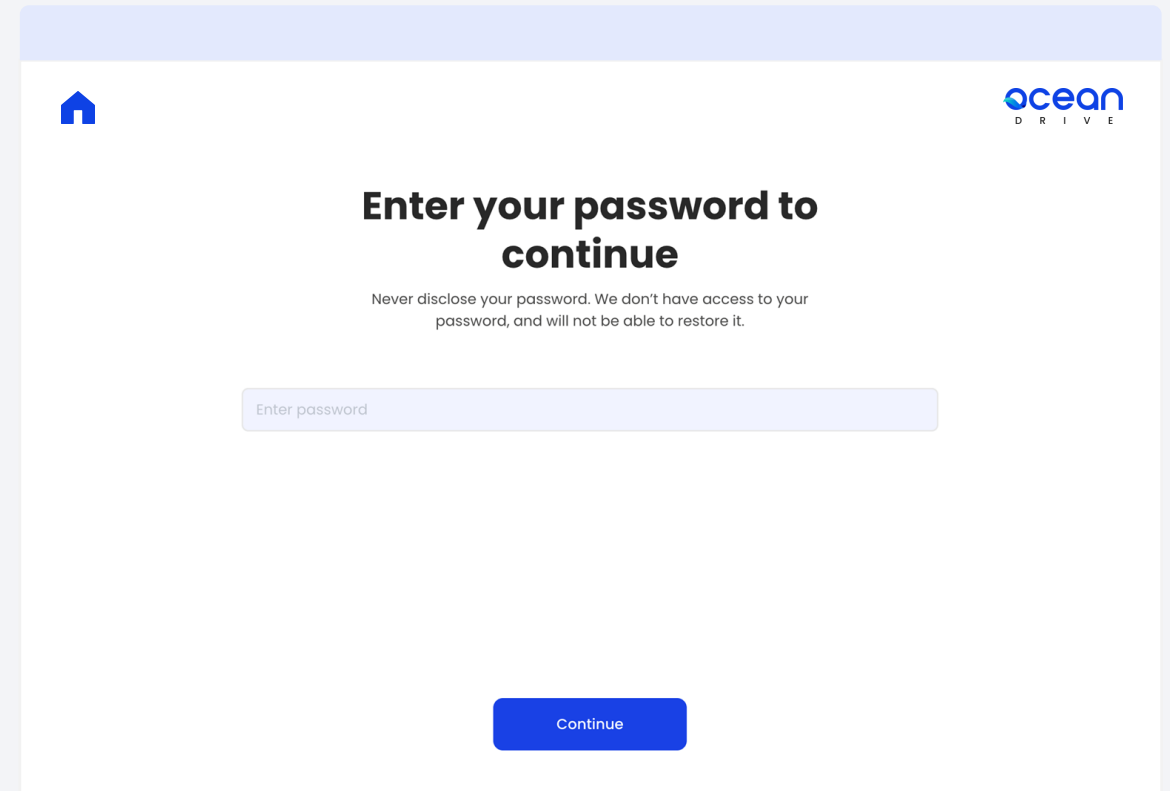 ocean
DRIVE
Enter your password to
continue
Never disclose your password. We don’t have access to your
password, and will not be able to restore it.
Enter password
Continue